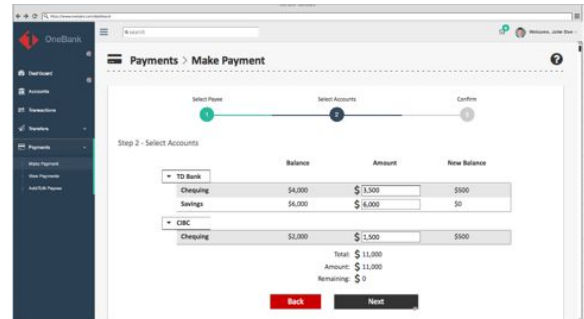 Search
Welcome, John Doe
OneBank
Payments > Make Payment
Dashboard
Accounts
Transactions
Transfers
Payments
Make Payment
View Payments
Add/Edit Payees
Select Payee
Select Accounts
Confirm
1
2
3
Step 2 - Select Accounts
Balance Amount New Balance
TD Bank
Chequing $4,000 $ 3,500 $500
Savings $6,000 $ 6,000 $0
CIBC
Chequing $2,000 $ 1,500 $500
Total: $ 11,000
Amount: $ 11,000
Remaining: $ 0
Back Next